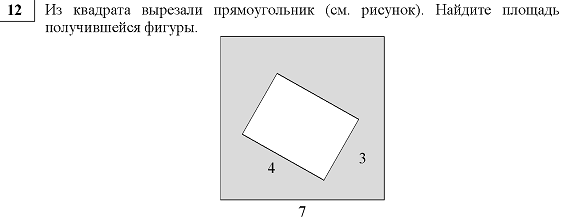 12 Из квадрата вырезали прямоугольник (см. рисунок). Найдите площадь
получившейся фигуры.
3
4
7